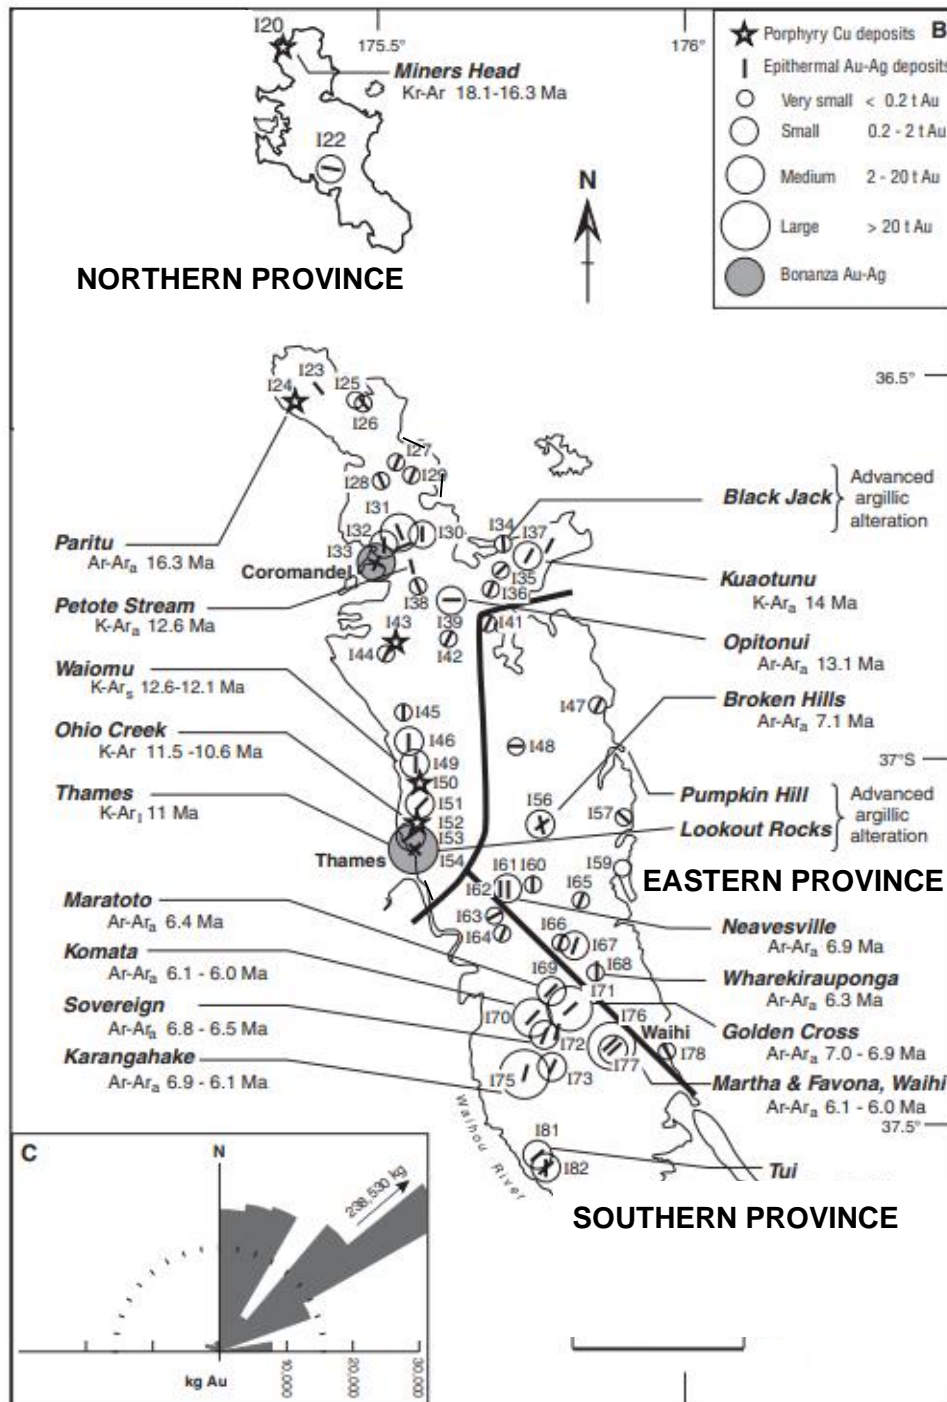 I20
175.5°
176°
B
Porphyry Cu deposits
Epithermal Au-Ag deposits
Very small < 0.2 t Au
Small 0.2 - 2 t Au
Medium 2 - 20 t Au
Large > 20 t Au
Bonanza Au-Ag
Miners Head
Kr-Ar 18.1-16.3 Ma
I22
N
NORTHERN PROVINCE
36.5°
I23
I24
I25
I26
I27
I28
I29
I31
I30
I32
I33
Coromandel
I34
I37
I35
I36
I38
I39
I41
I42
I43
I44
I45
I46
I47
I48
I49
I50
I51
I52
I53
I54
Thames
I56
I57
I59
I60
I61
I62
I63
I64
I65
I66
I67
I68
I69
I70
I71
I72
I73
I75
I76
I77
Waihi
I78
I81
I82
Paritu
Ar-Ara 16.3 Ma
Petote Stream
K-Ara 12.6 Ma
Waiomu
K-Ars 12.6-12.1 Ma
Ohio Creek
K-Ar 11.5 -10.6 Ma
Thames
K-ArI 11 Ma
Maratoto
Ar-Ara 6.4 Ma
Komata
Ar-Ara 6.1 - 6.0 Ma
Sovereign
Ar-Ara 6.8 - 6.5 Ma
Karangahake
Ar-Ara 6.9 - 6.1 Ma
Black Jack
Advanced
argillic
alteration
Kuaotunu
K-Ara 14 Ma
Opitonui
Ar-Ara 13.1 Ma
Broken Hills
Ar-Ara 7.1 Ma
37°S
Pumpkin Hill
Lookout Rocks
Advanced
argillic
alteration
EASTERN PROVINCE
Neavesville
Ar-Ara 6.9 Ma
Wharekirauponga
Ar-Ara 6.3 Ma
Golden Cross
Ar-Ara 7.0 - 6.9 Ma
Martha & Favona, Waihi
Ar-Ara 6.1 - 6.0 Ma
37.5°
Waihou River
Tui
SOUTHERN PROVINCE
C
N
238,530 kg
kg Au
10,000
20,000
30,000